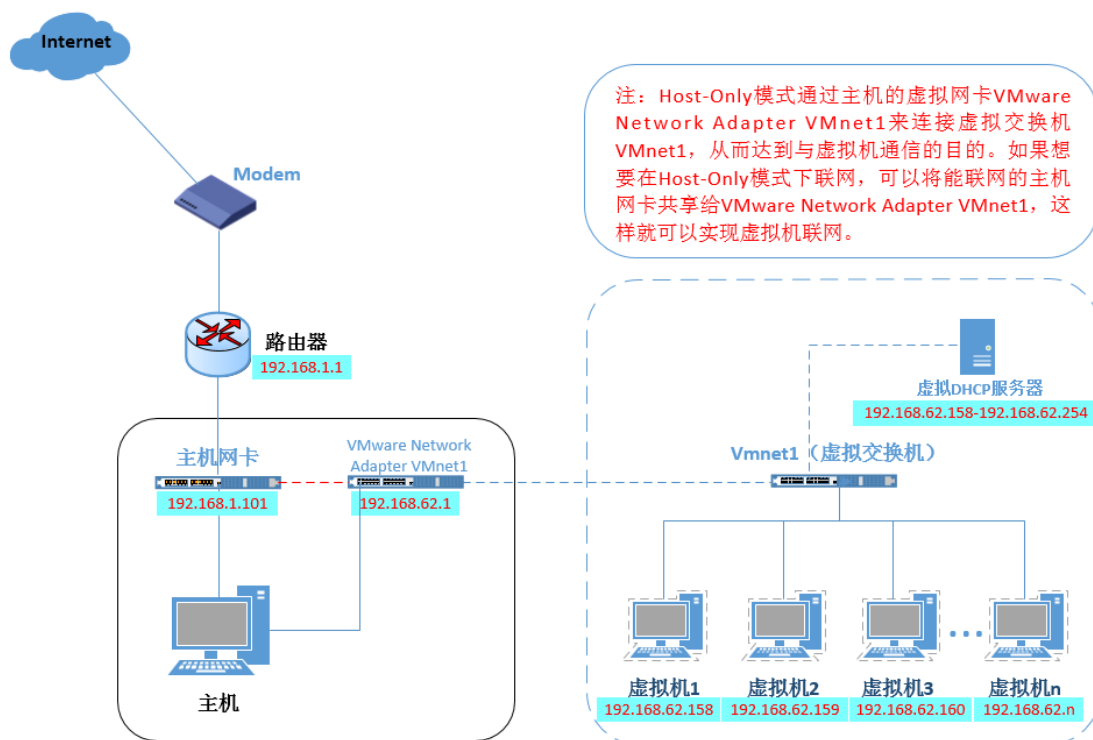 Internet
注：Host-Only模式通过主机的虚拟网卡VMware
Network Adapter VMnet1来连接虚拟交换机
VMnet1，从而达到与虚拟机通信的目的。如果想
要在Host-Only模式下联网，可以将能联网的主机
网卡共享给VMware Network Adapter VMnet1，这
样就可以实现虚拟机联网。
Modem
路由器
192.168.1.1
虚拟DHCP服务器
192.168.62.158-192.168.62.254
主机网卡
192.168.1.101
VMware Network
Adapter VMnet1
192.168.62.1
Vmnet1（虚拟交换机）
主机
虚拟机1
192.168.62.158
虚拟机2
192.168.62.159
虚拟机3
192.168.62.160
...
虚拟机n
192.168.62.n